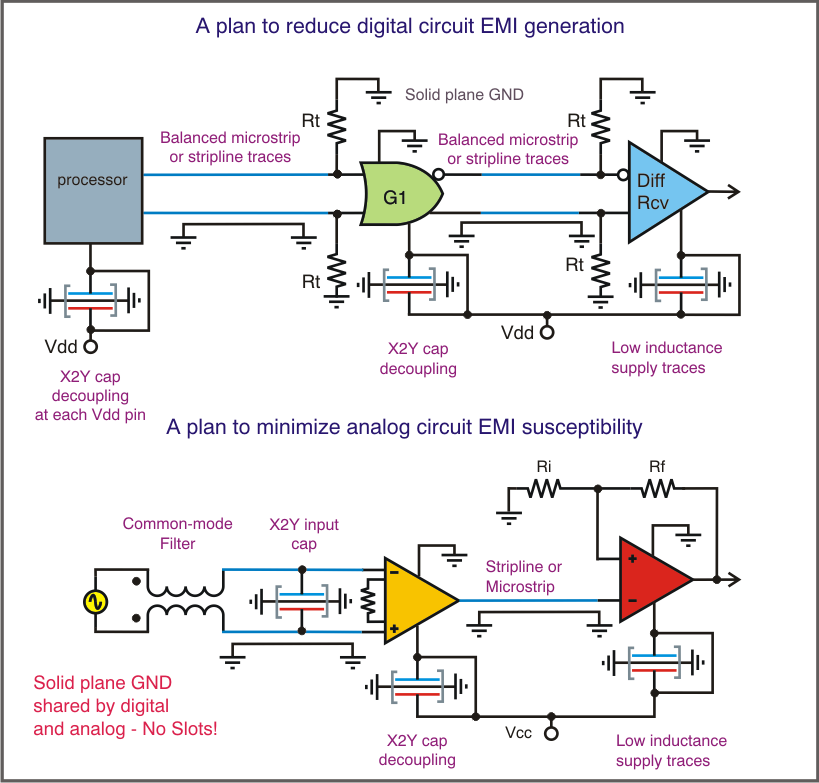 A plan to reduce digital circuit EMI generation
Solid plane GND
Rt
Rt
Balanced microstrip
or stripline traces
Balanced microstrip
or stripline traces
processor
G1
Diff
Rcv
Rt
Rt
Vdd
Vdd
X2Y cap
decoupling
at each Vdd pin
X2Y cap
decoupling
Low inductance
supply traces
A plan to minimize analog circuit EMI susceptibility
Ri
Rf
Common-mode
Filter
X2Y input
cap
Stripline or
Microstrip
–
+
+
–
Solid plane GND
shared by digital
and analog - No Slots!
Vcc
X2Y cap
decoupling
Low inductance
supply traces